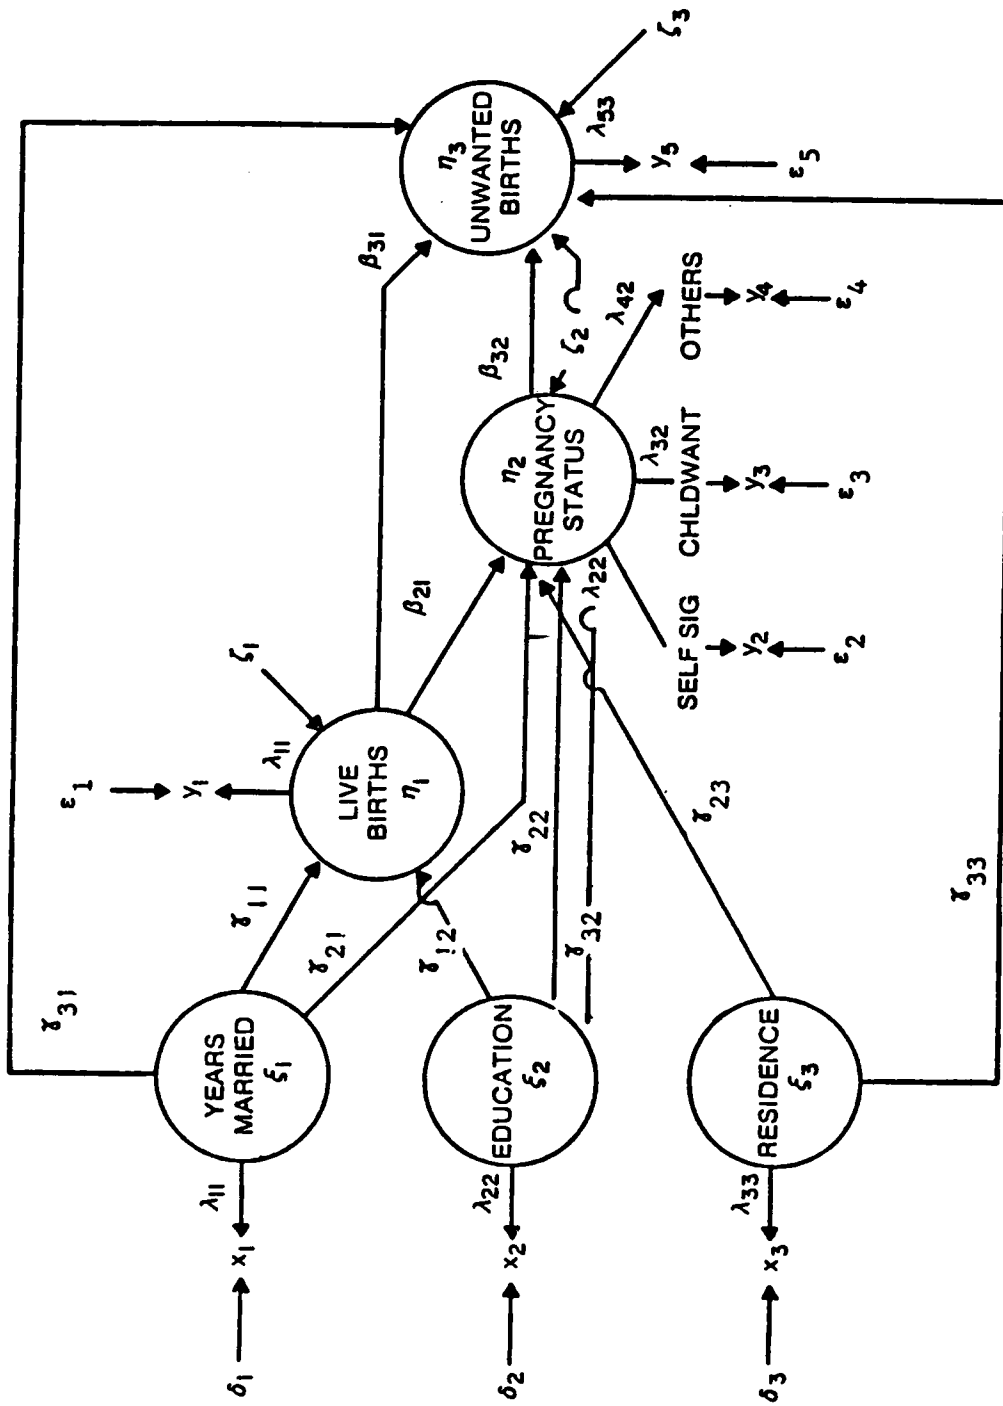 γ31
YEARS
MARRIED
ξ1
λ11
x1
δ1
γ11
γ21
ε1
y1
λ11
LIVE
BIRTHS
η1
ζ1
β31
β21
EDUCATION
ξ2
λ22
x2
δ2
γ12
γ22
γ32
η2
PREGNANCY
STATUS
ζ2
β32
λ22
λ32
λ42
SELF SIG
CHLDWANT
OTHERS
y2
y3
y4
ε2
ε3
ε4
η3
UNWANTED
BIRTHS
ζ3
λ53
y5
ε5
RESIDENCE
ξ3
λ33
x3
δ3
γ23
γ33